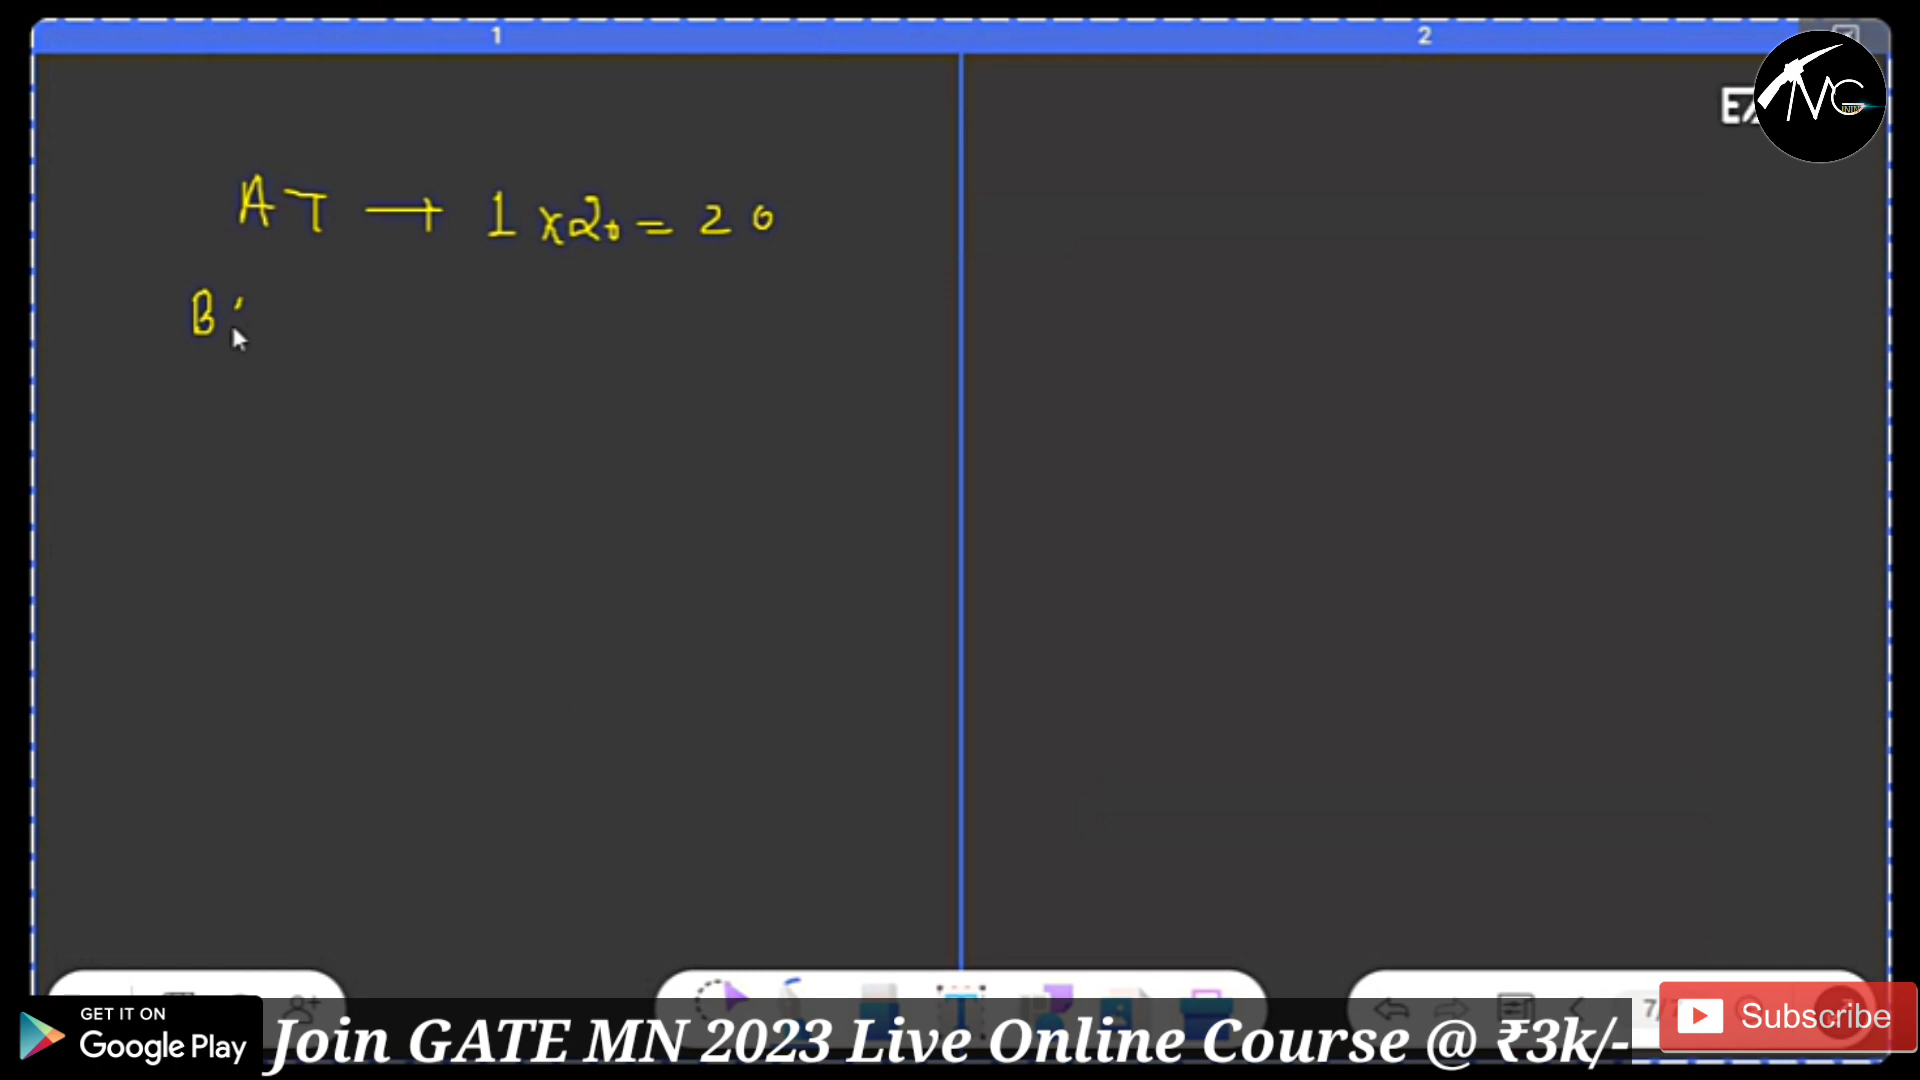 1 2
AT → 1 x 20 = 20
B
GET IT ON
Google Play
Join GATE MN 2023 Live Online Course @ ₹3k/-
Subscribe